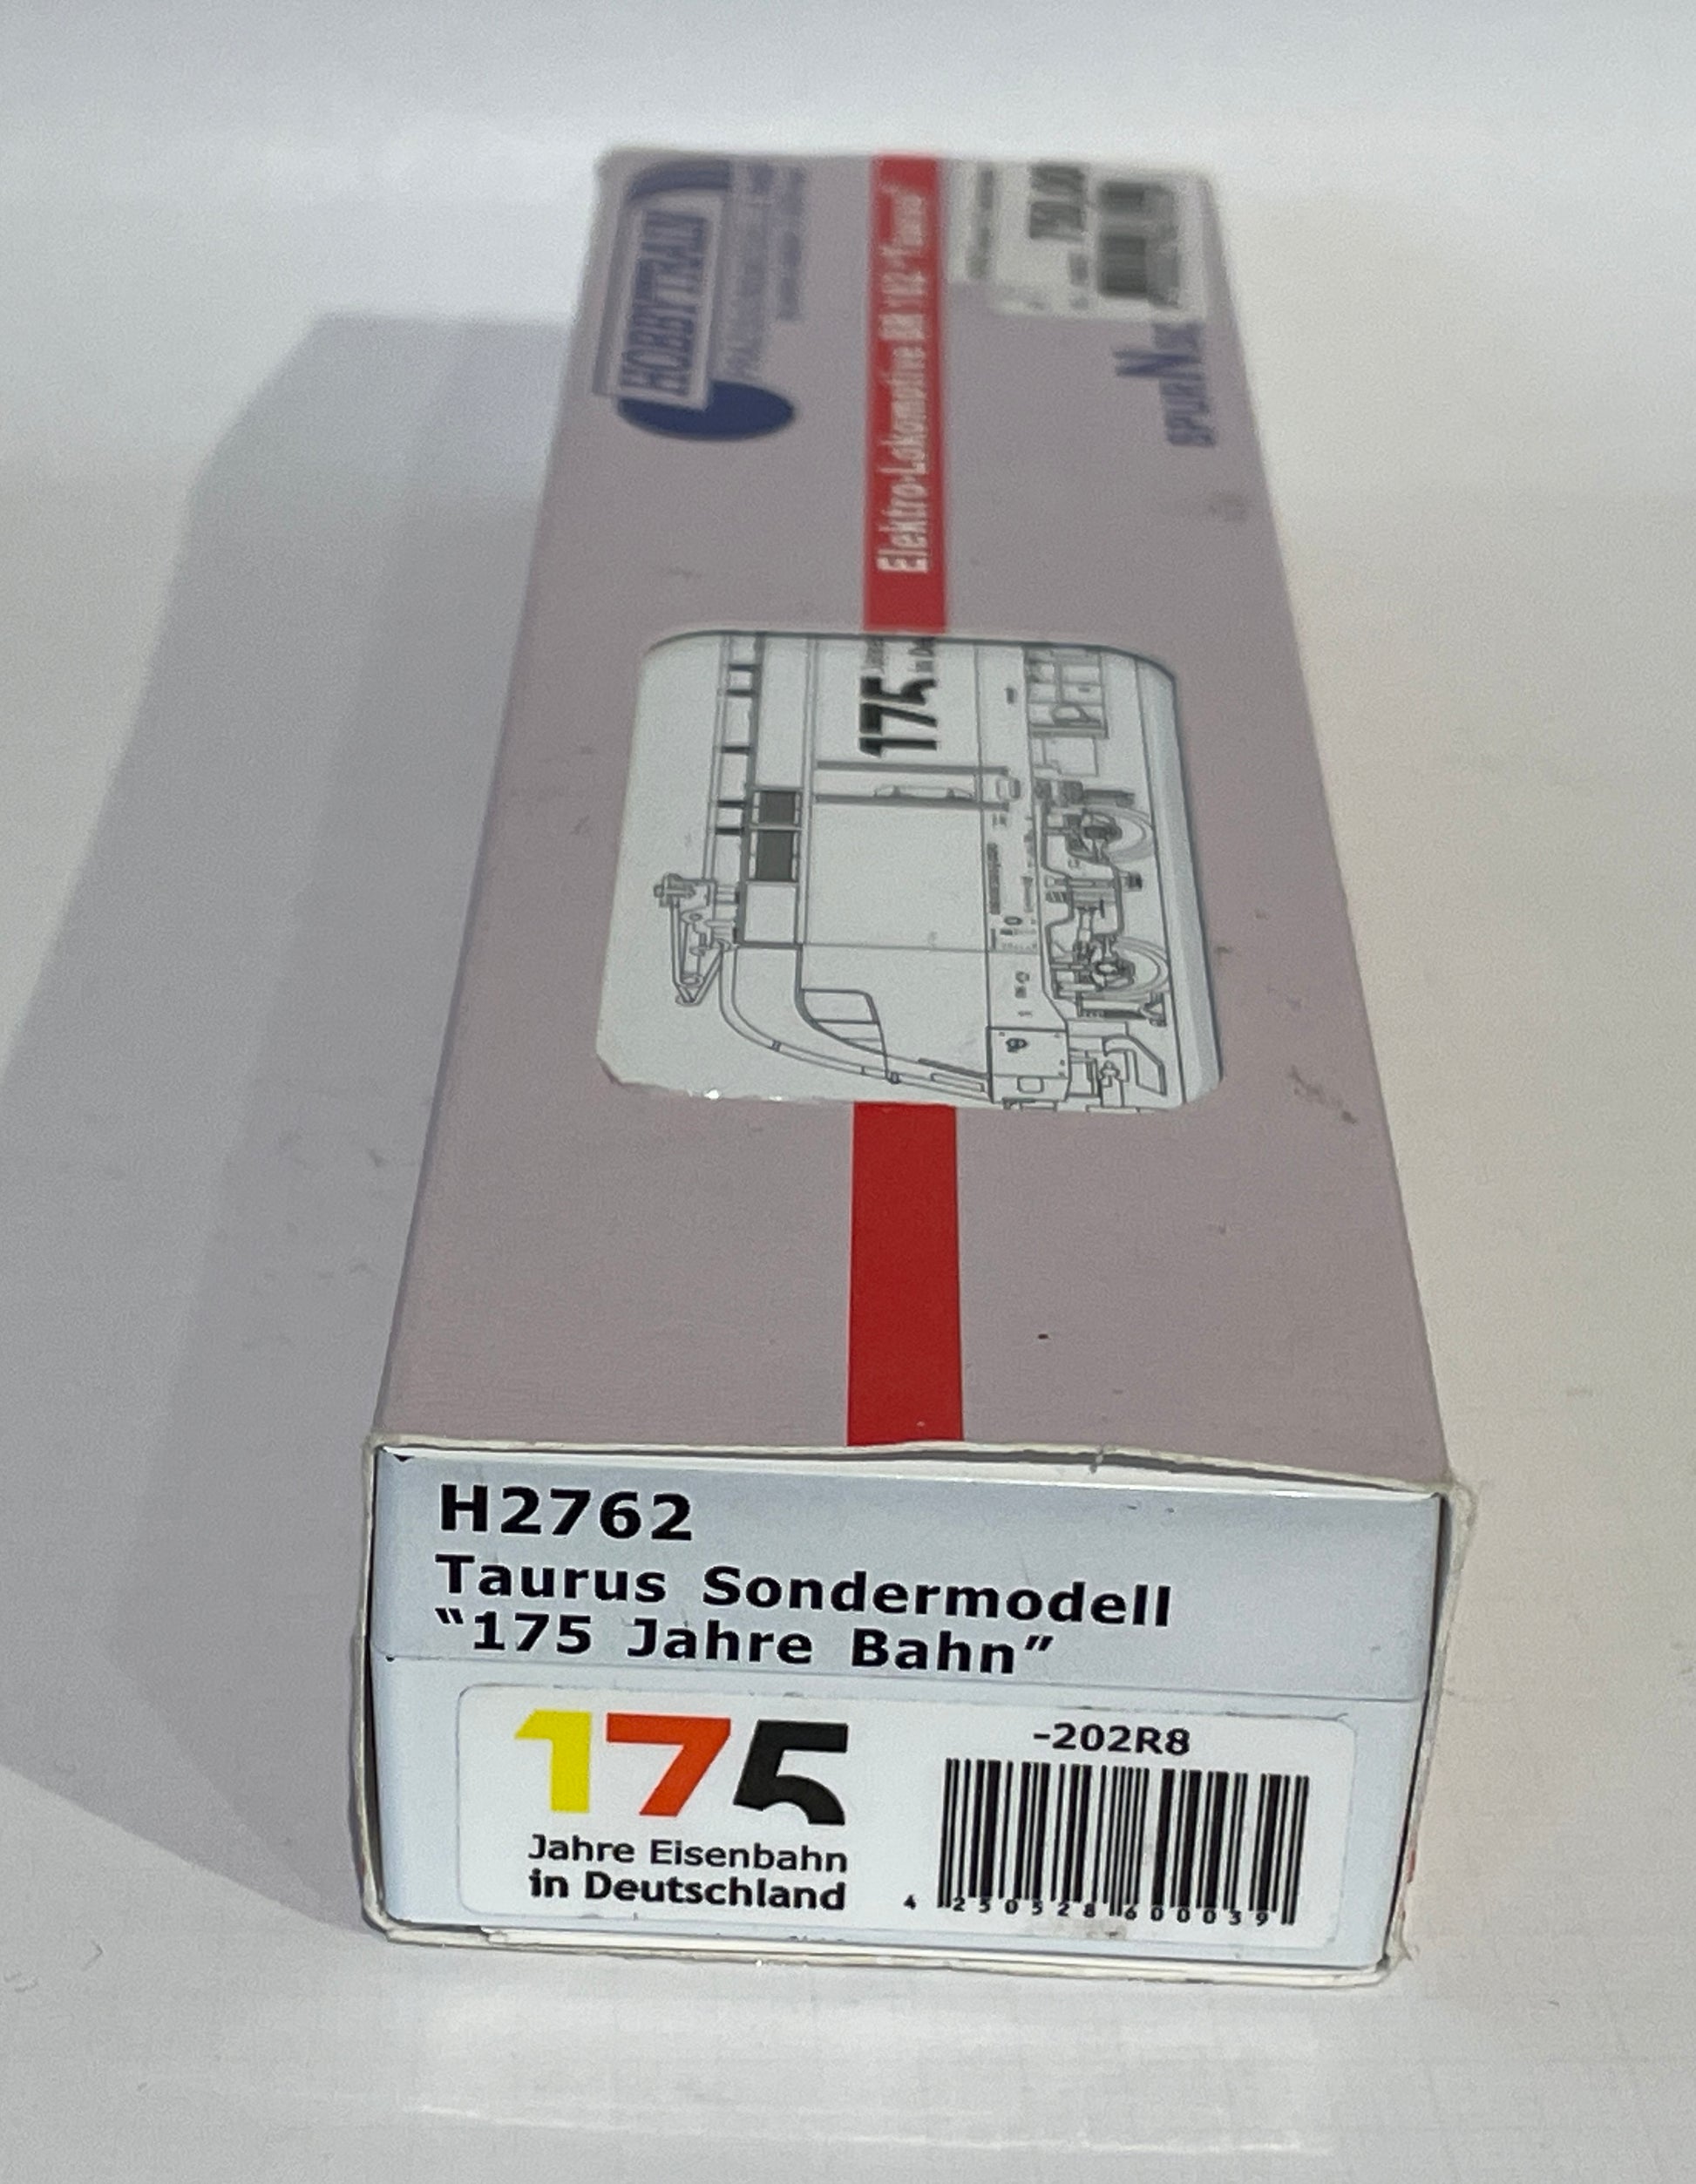 HOBBYTRAIN
Elektro-Lokomotive BR 182 "Taurus"
SPUR N
175
H2762
Taurus Sondermodell
"175 Jahre Bahn"
175
Jahre Eisenbahn
in Deutschland
-202R8
4 250528 600039